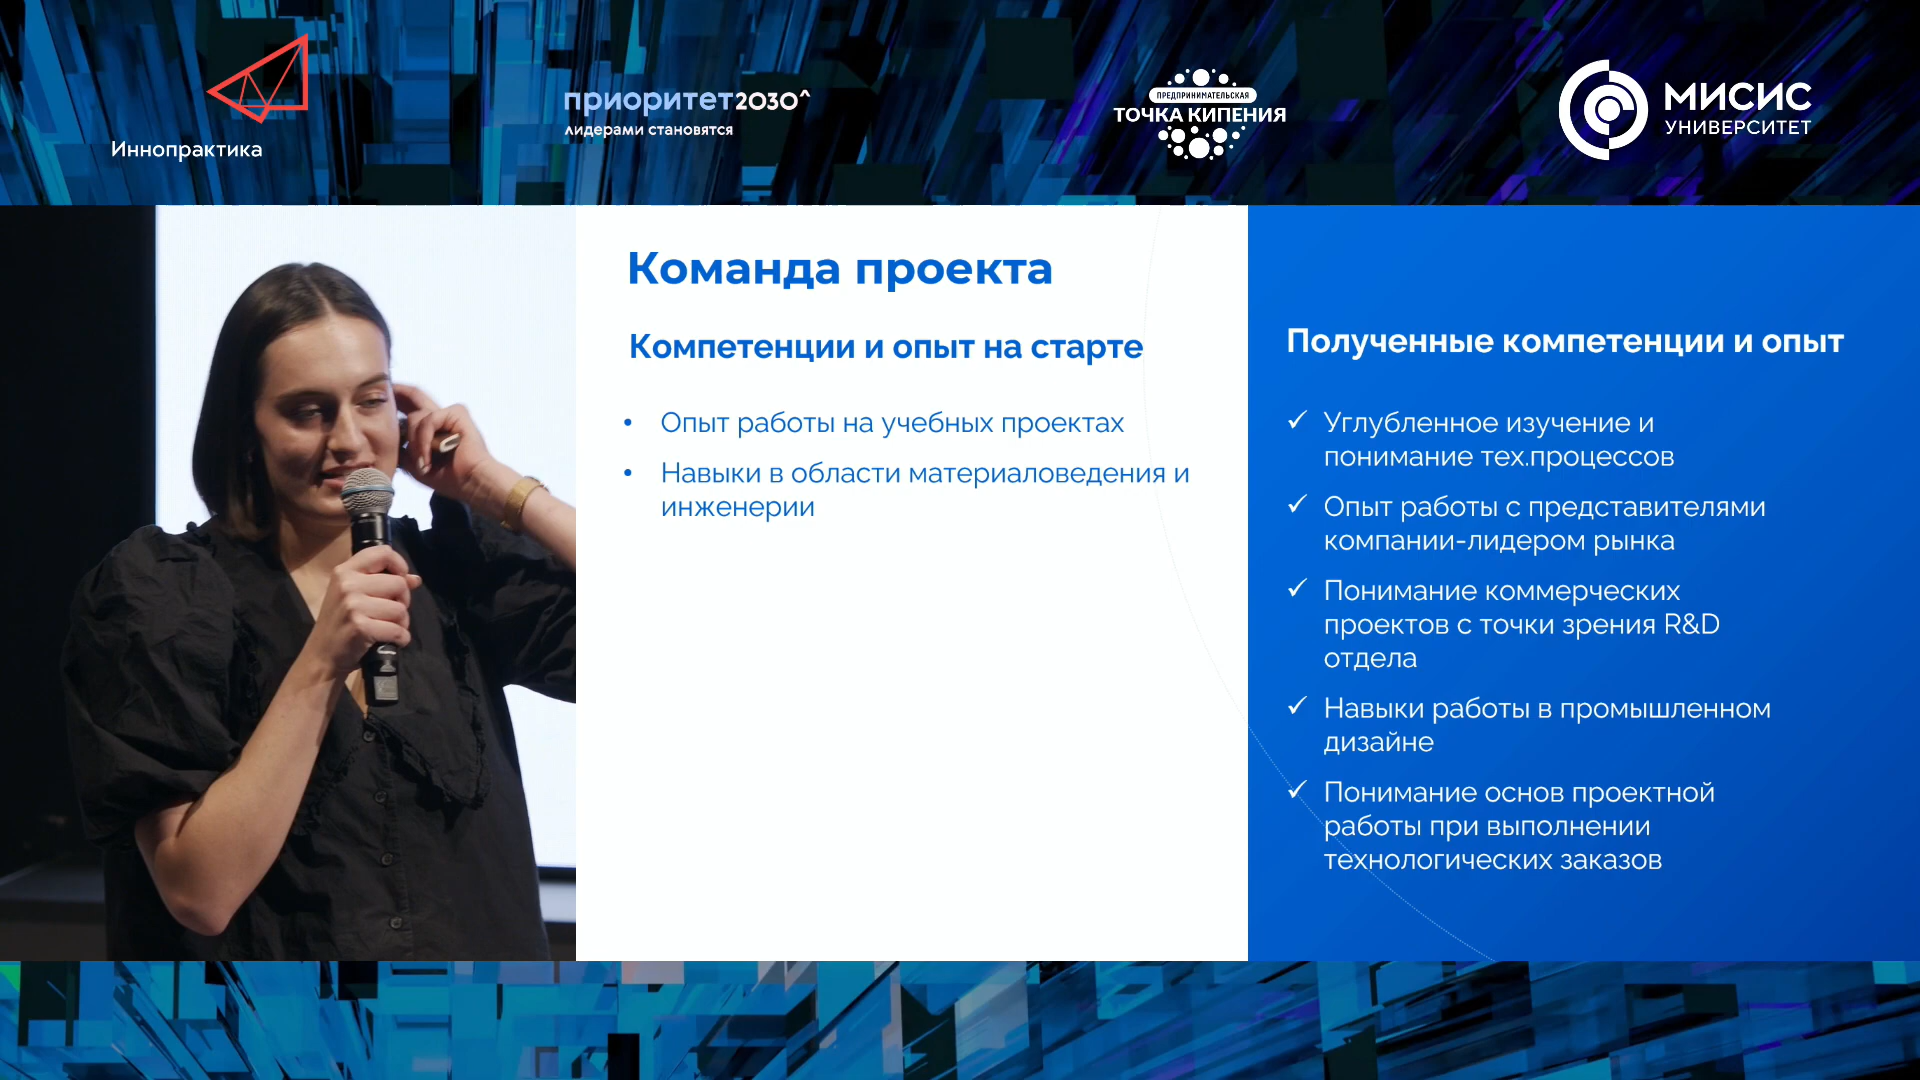 Иннопрактика
приоритет2030^
лидерами становятся
ПРЕДПРИНИМАТЕЛЬСКАЯ
ТОЧКА КИПЕНИЯ
МИСИС
УНИВЕРСИТЕТ
Команда проекта
Компетенции и опыт на старте
• Опыт работы на учебных проектах
• Навыки в области материаловедения и
инженерии
Полученные компетенции и опыт
✓ Углубленное изучение и
понимание тех.процессов
✓ Опыт работы с представителями
компании-лидером рынка
✓ Понимание коммерческих
проектов с точки зрения R&D
отдела
✓ Навыки работы в промышленном
дизайне
✓ Понимание основ проектной
работы при выполнении
технологических заказов